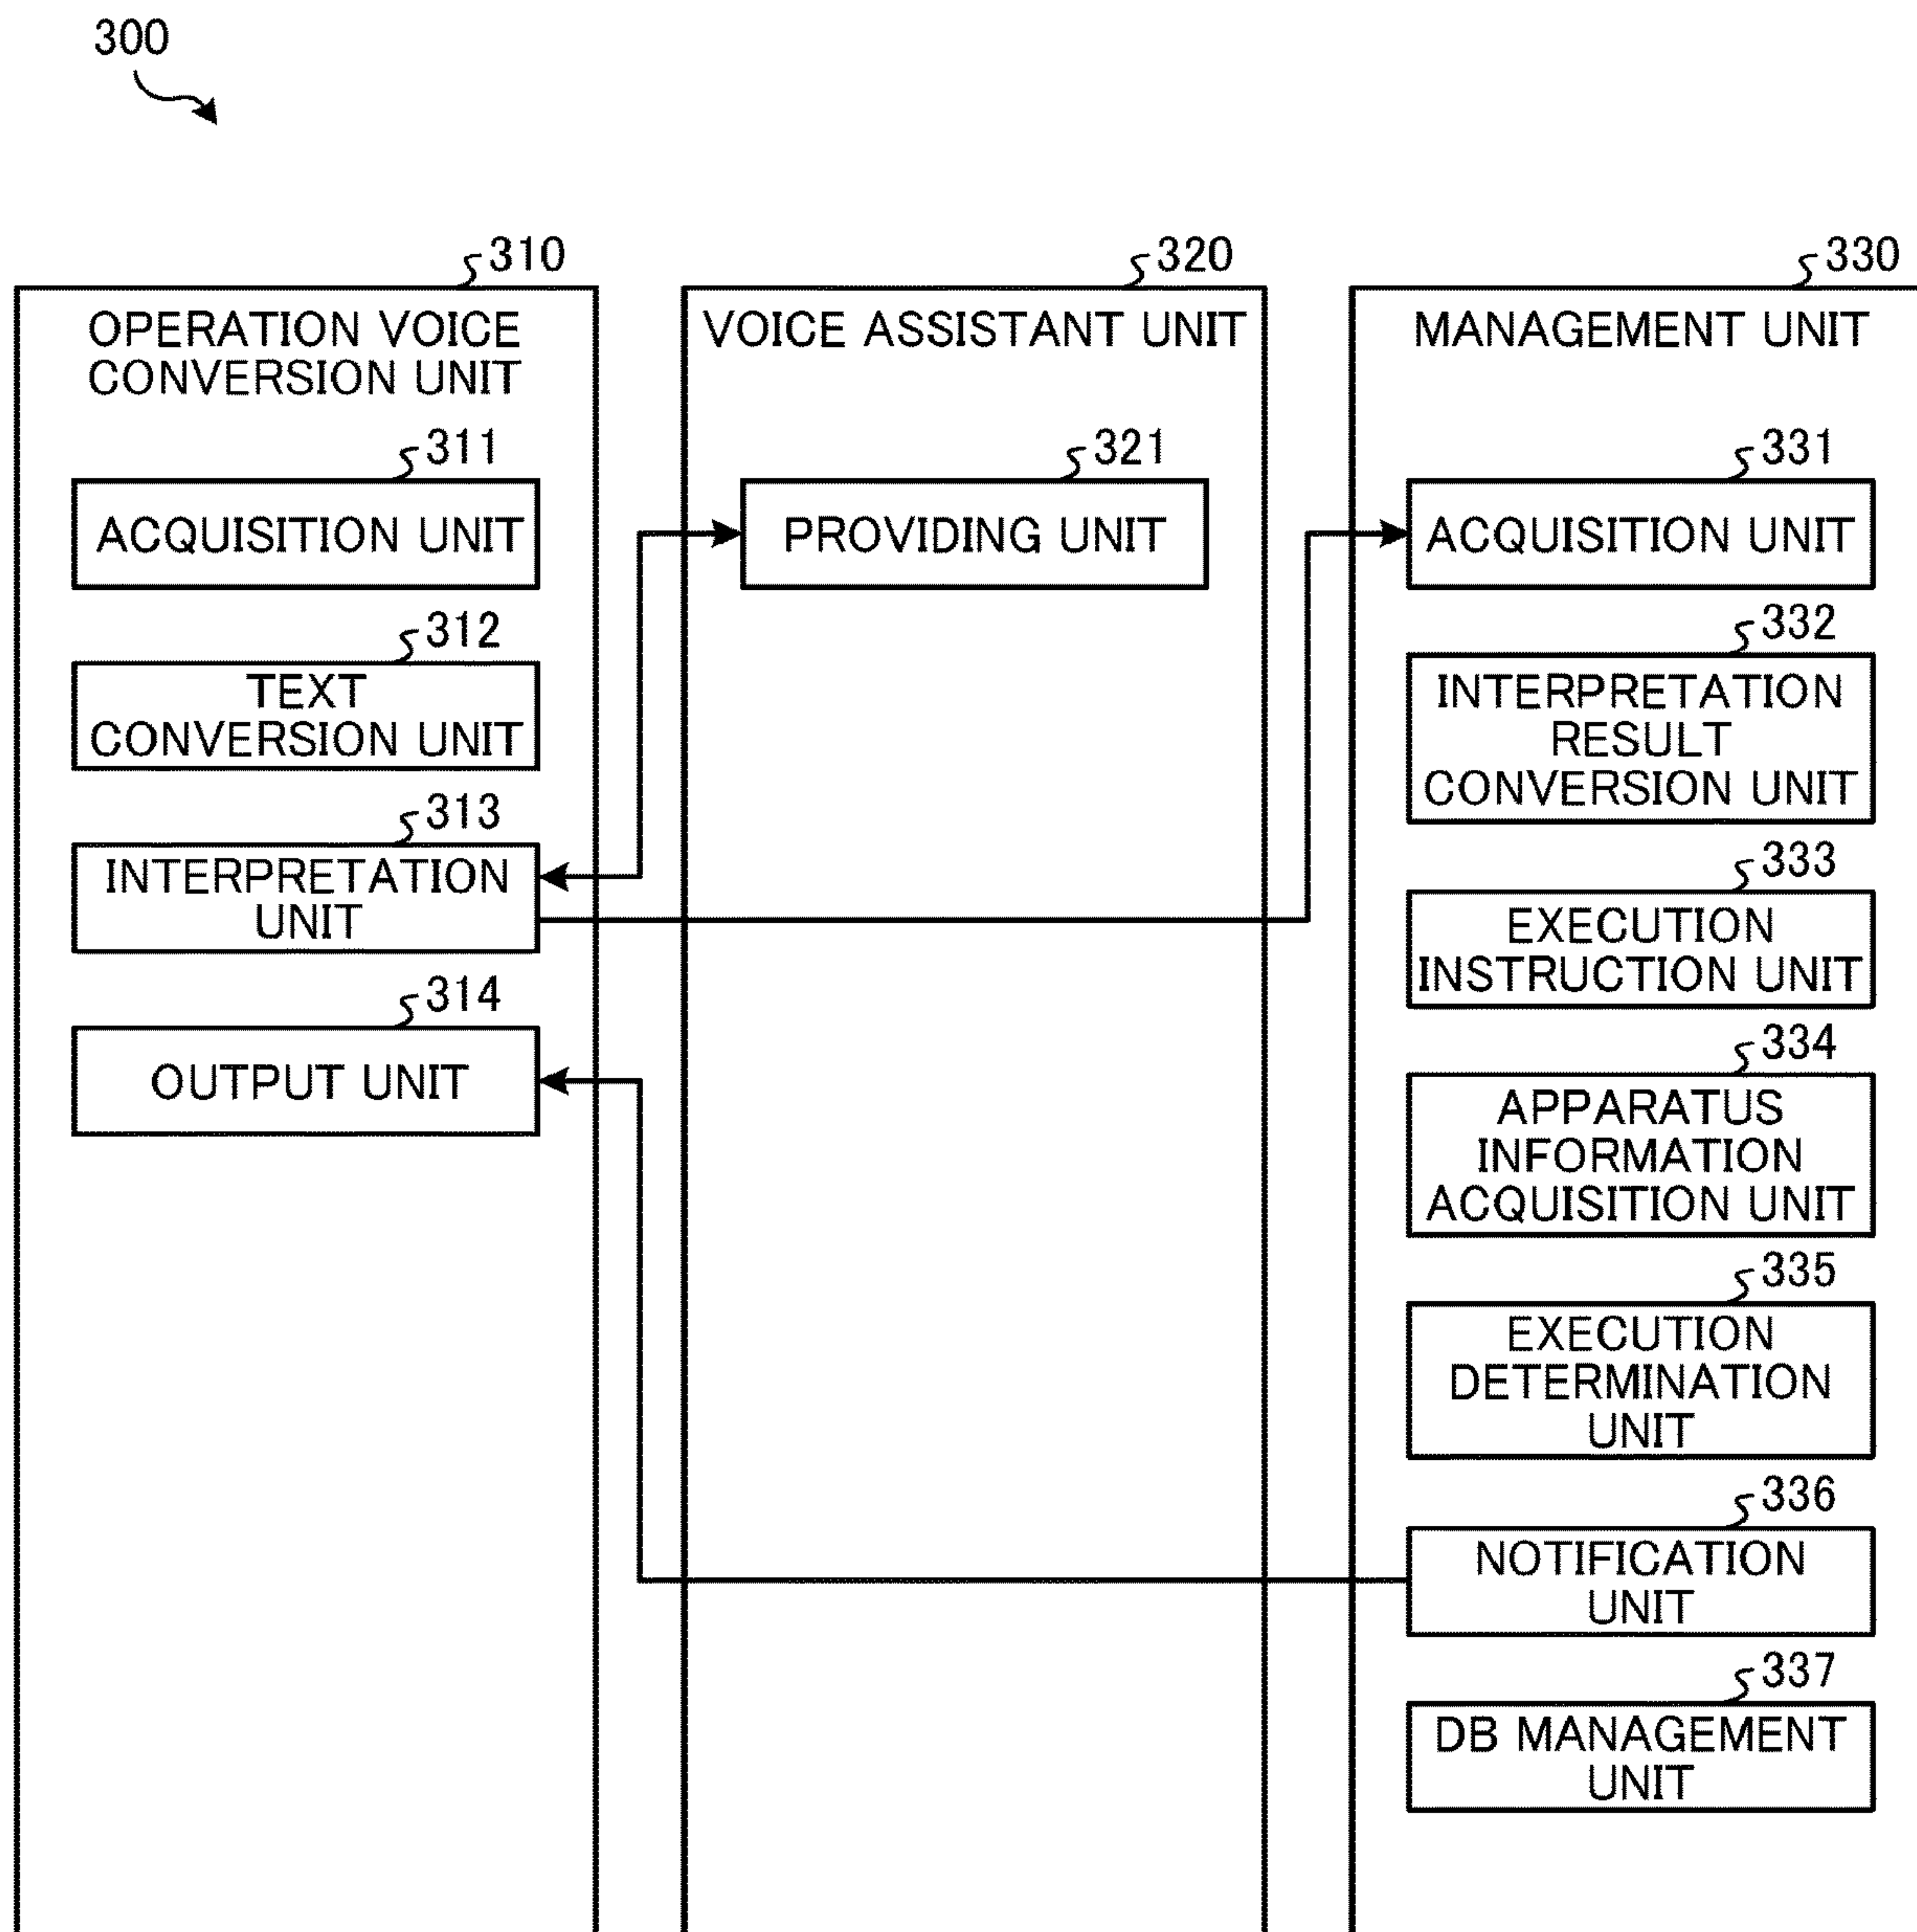 300
310
OPERATION VOICE
CONVERSION UNIT
311
ACQUISITION UNIT
312
TEXT
CONVERSION UNIT
313
INTERPRETATION
UNIT
314
OUTPUT UNIT
320
VOICE ASSISTANT UNIT
321
PROVIDING UNIT
330
MANAGEMENT UNIT
331
ACQUISITION UNIT
332
INTERPRETATION
RESULT
CONVERSION UNIT
333
EXECUTION
INSTRUCTION UNIT
334
APPARATUS
INFORMATION
ACQUISITION UNIT
335
EXECUTION
DETERMINATION
UNIT
336
NOTIFICATION
UNIT
337
DB MANAGEMENT
UNIT